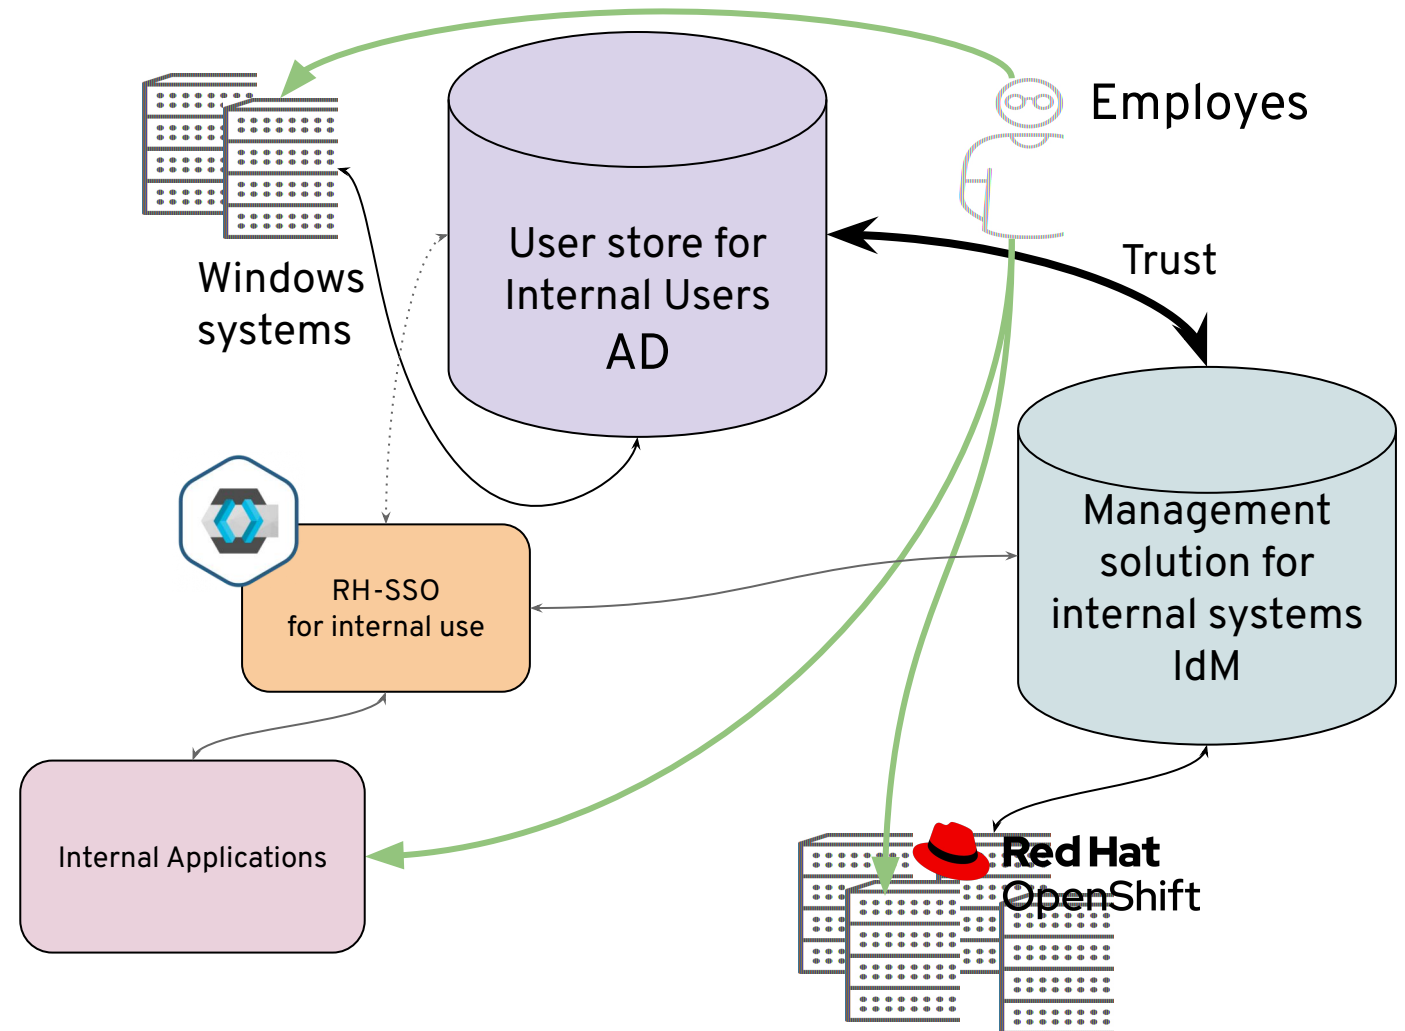 Employes
Windows
systems
User store for
Internal Users
AD
Trust
Management
solution for
internal systems
IdM
RH-SSO
for internal use
Internal Applications
Red Hat
OpenShift